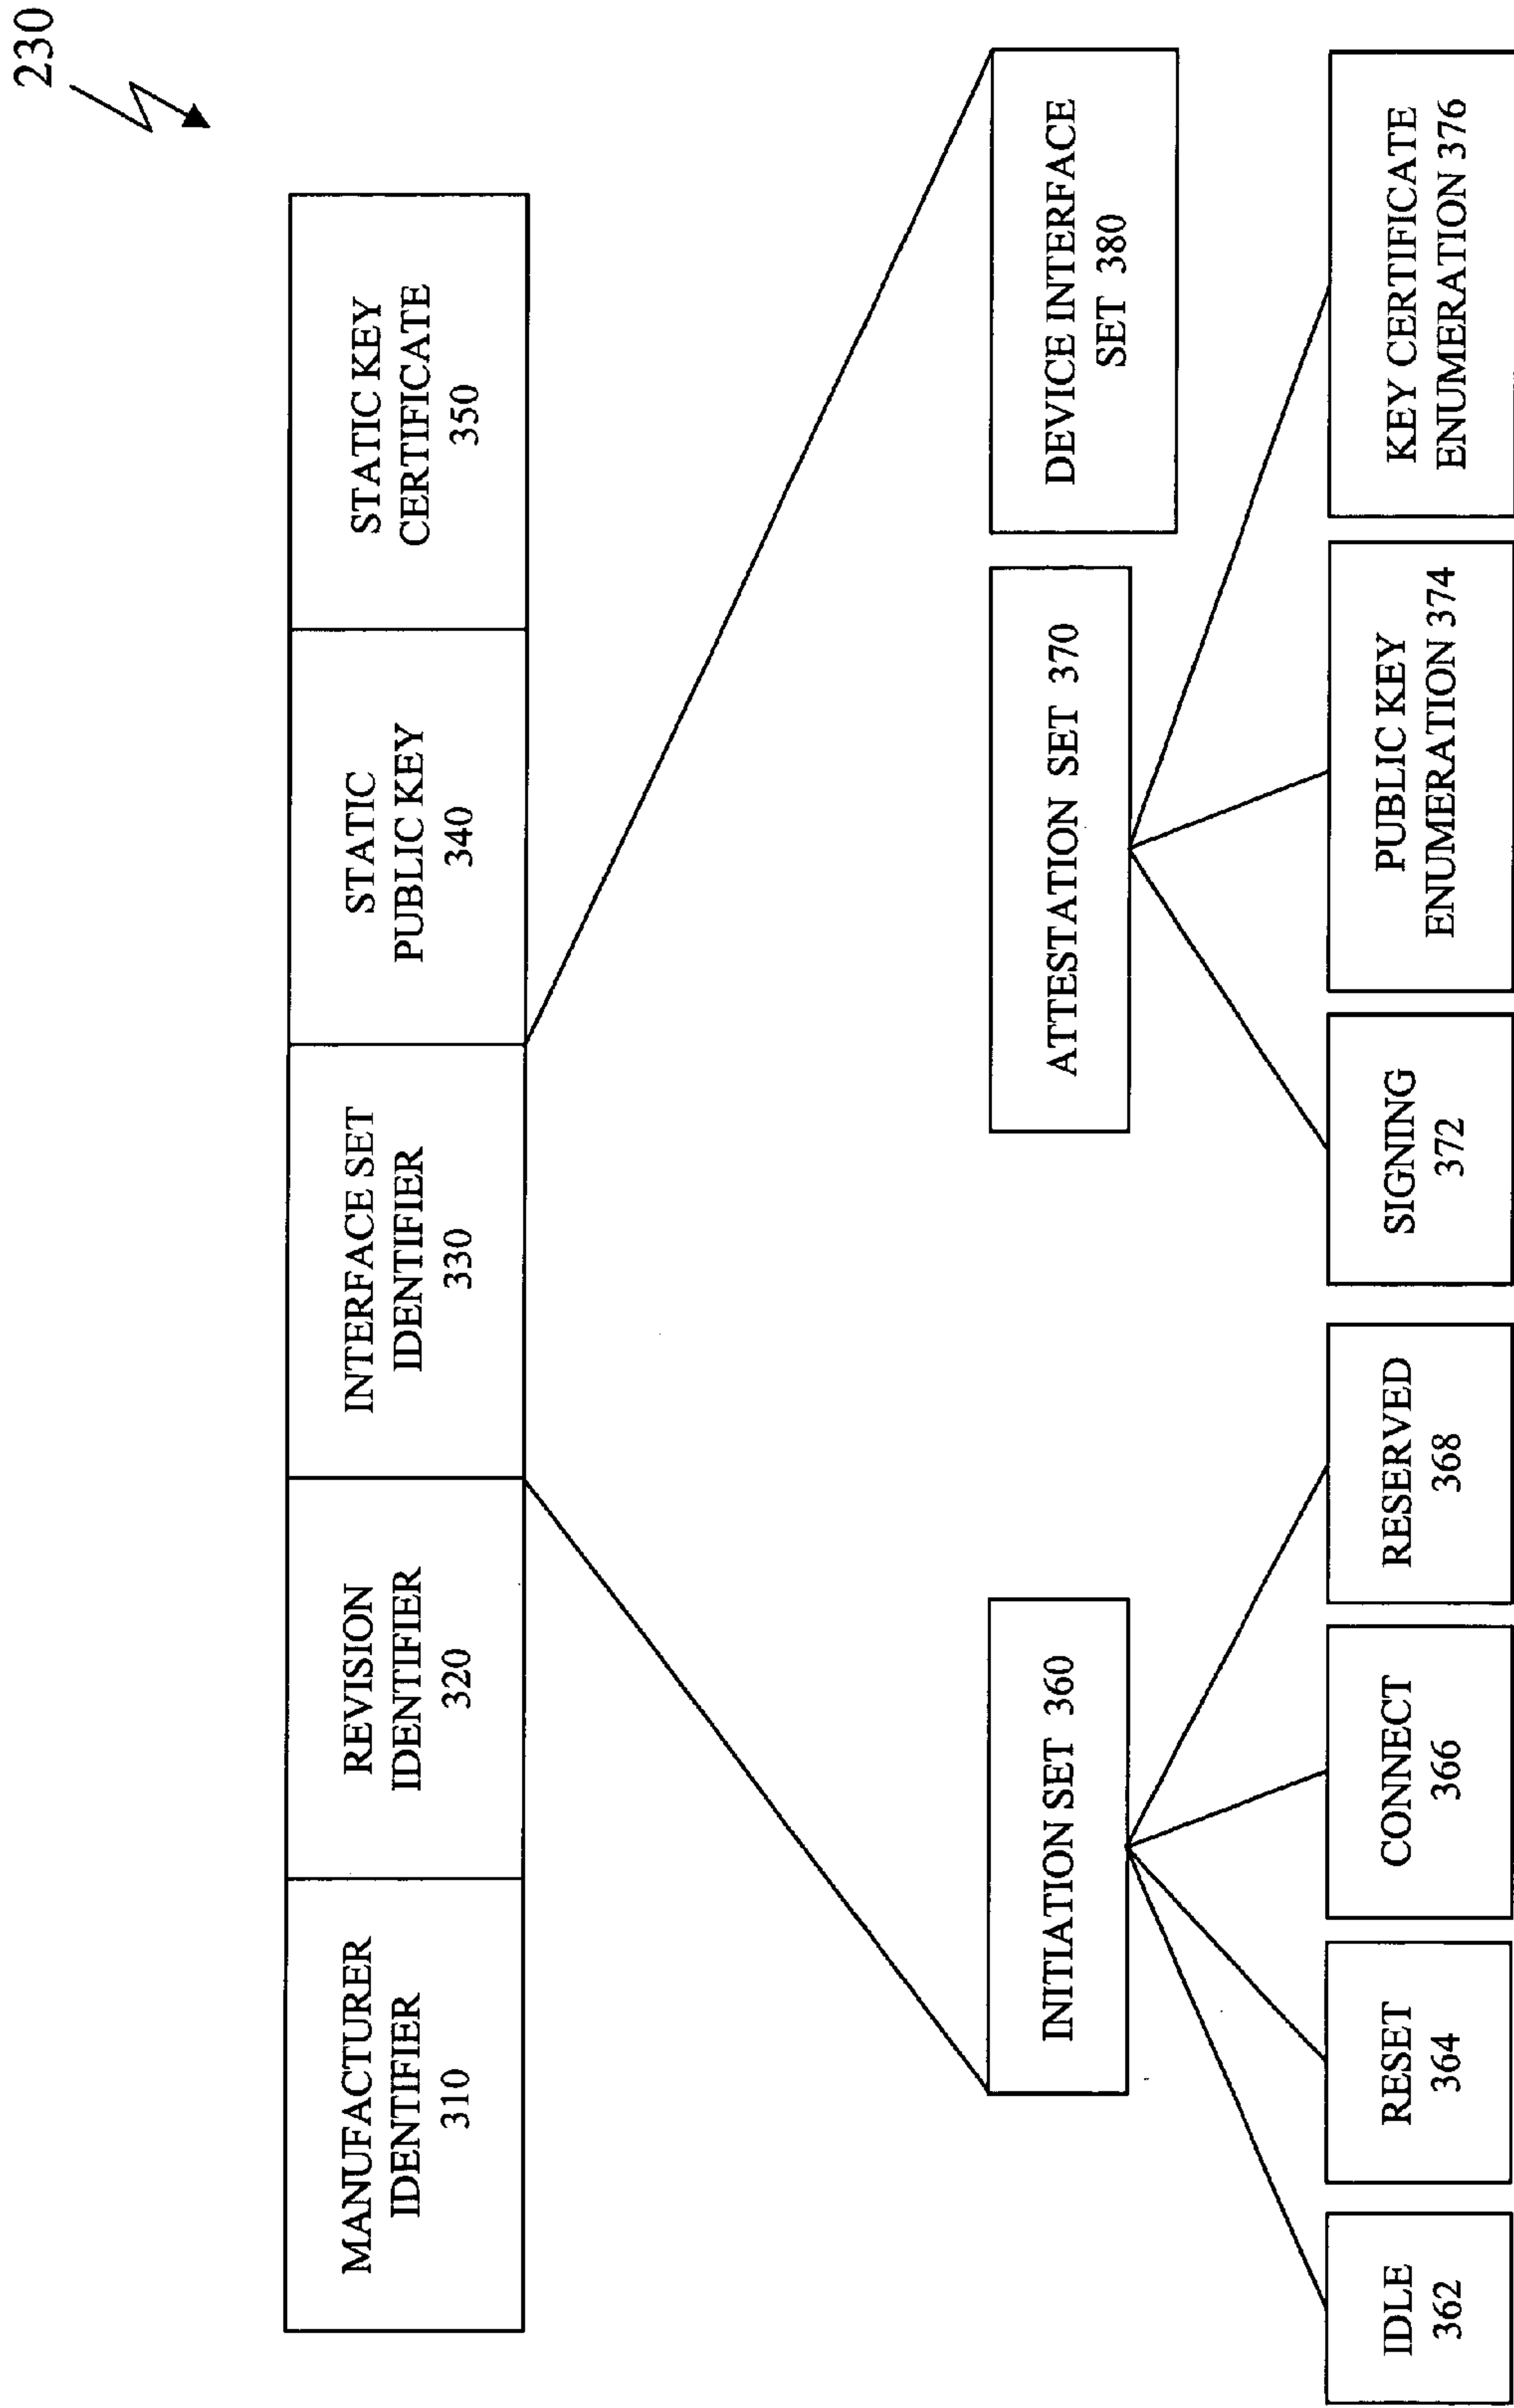 230
MANUFACTURER
IDENTIFIER
310
REVISION
IDENTIFIER
320
INTERFACE SET
IDENTIFIER
330
STATIC
PUBLIC KEY
340
STATIC KEY
CERTIFICATE
350
INITIATION SET 360
ATTESTATION SET 370
DEVICE INTERFACE
SET 380
IDLE
362
RESET
364
CONNECT
366
RESERVED
368
SIGNING
372
PUBLIC KEY
ENUMERATION 374
KEY CERTIFICATE
ENUMERATION 376